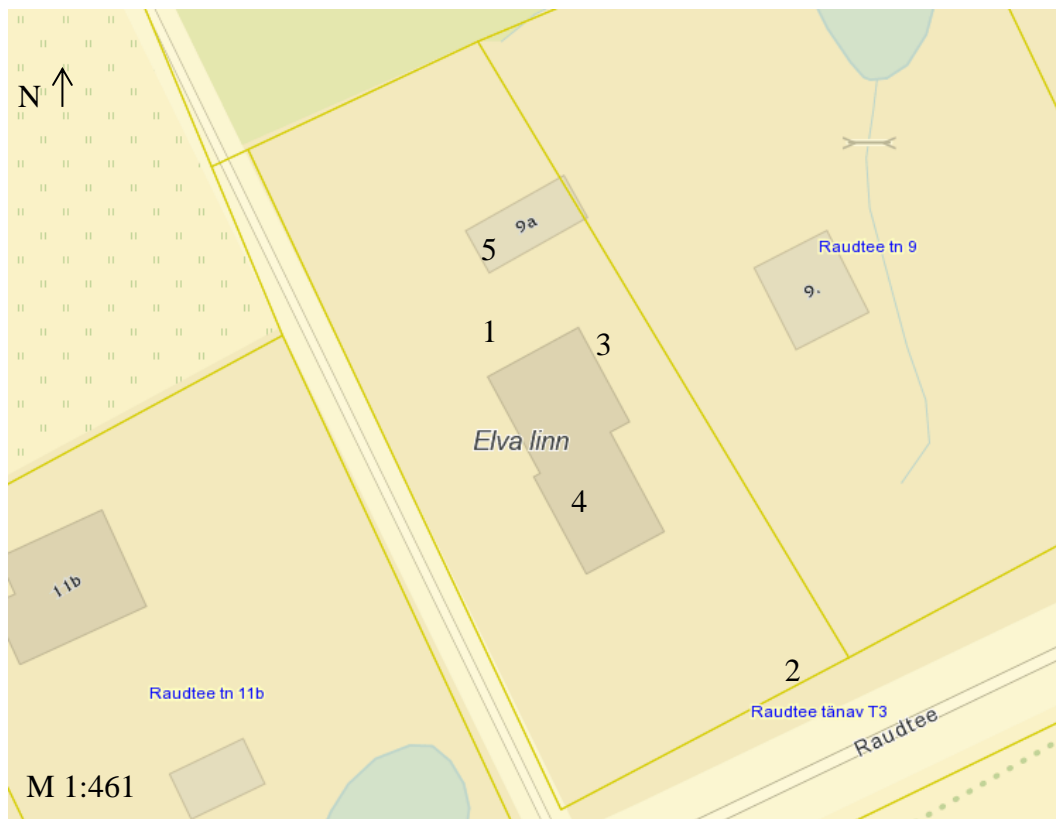 N
9a
5
Raudtee tn 9
9.
1
3
Elva linn
4
11b
2
Raudtee tn 11b
Raudtee tänav T3
Raudtee
M 1:461